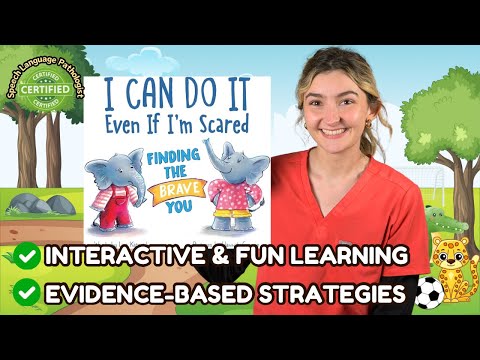 Speech Language Pathologist
CERTIFIED
CERTIFIED
CERTIFIED
I CAN DO IT
Even If I'm Scared
FINDING
THE
BRAVE
YOU
INTERACTIVE & FUN LEARNING
EVIDENCE-BASED STRATEGIES